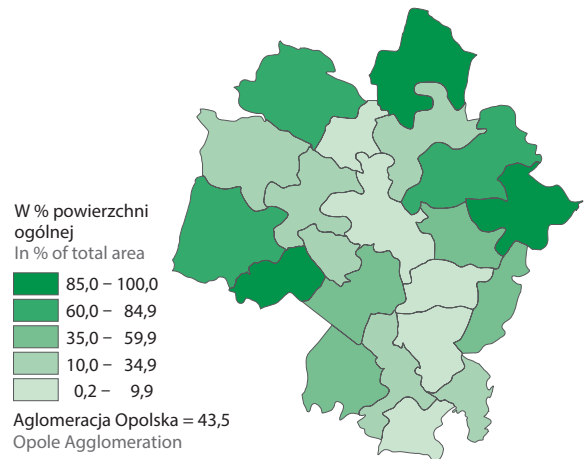 W % powierzchni
ogólnej
In % of total area
85,0 – 100,0
60,0 – 84,9
35,0 – 59,9
10,0 – 34,9
0,2 – 9,9
Aglomeracja Opolska = 43,5
Opole Agglomeration